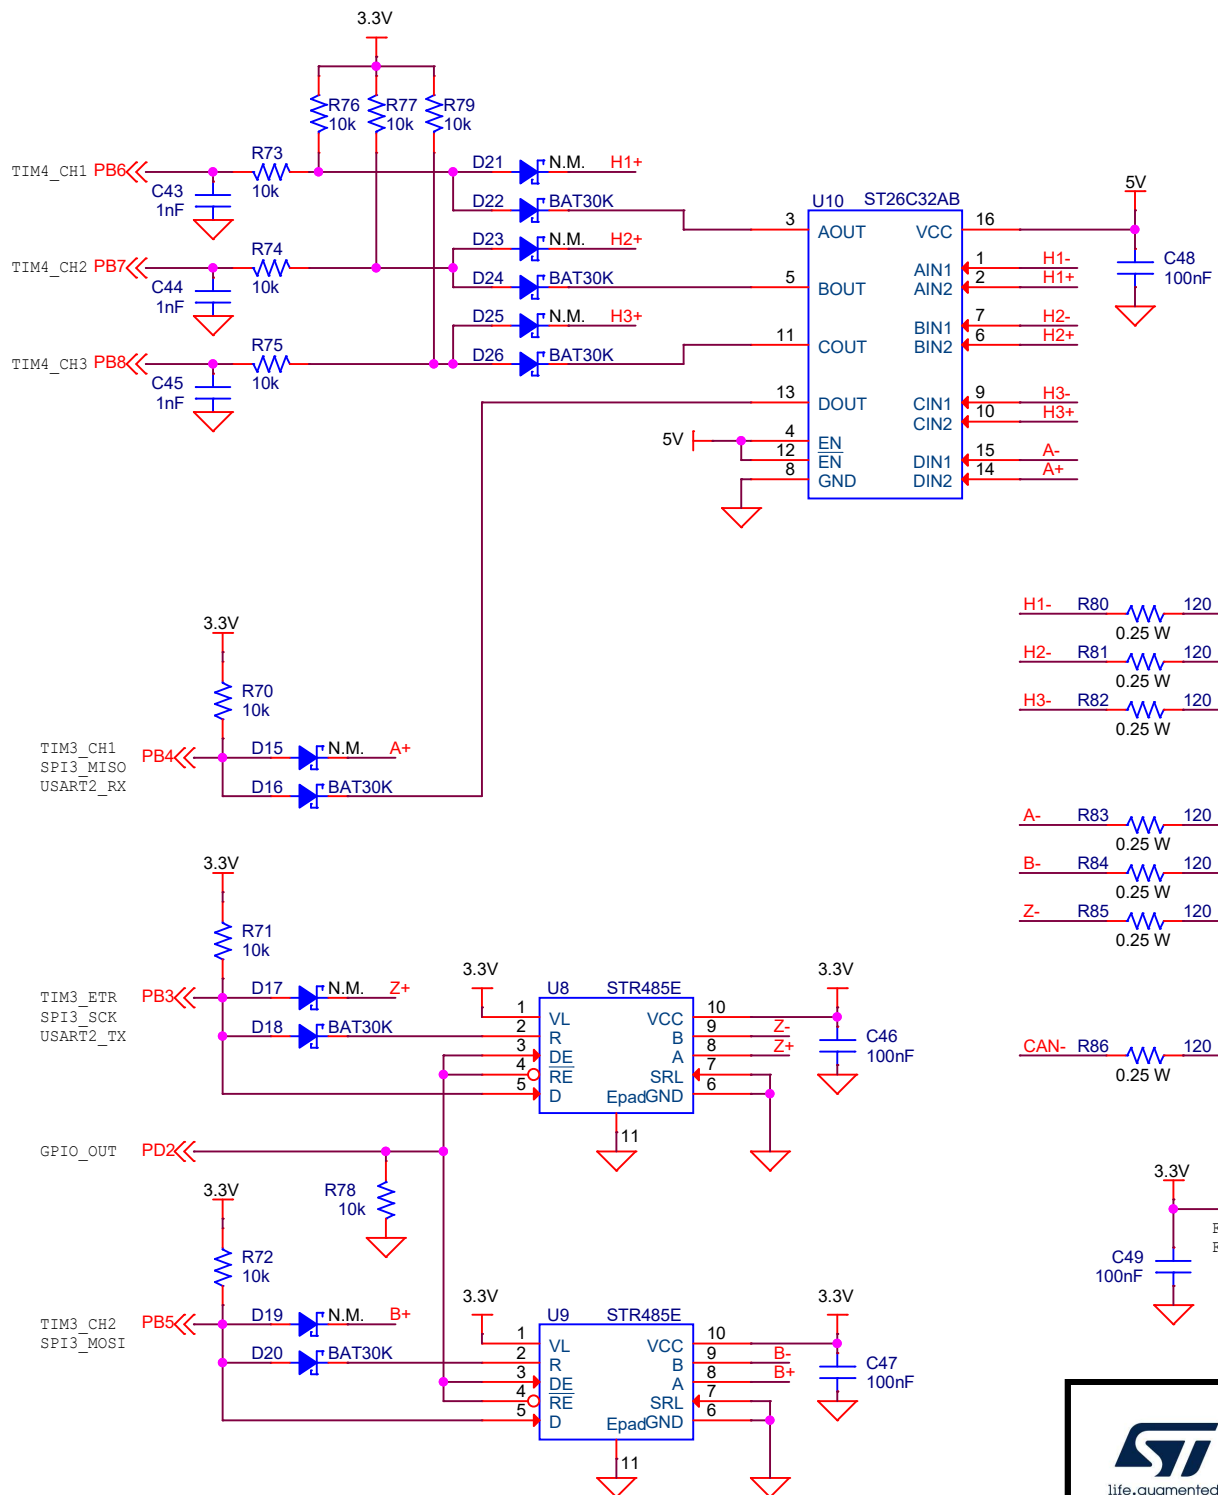 3.3V
R76
10k
R77
10k
R79
10k
TIM4_CH1 PB6
R73
10k
C43
1nF
D21 N.M. H1+
D22 BAT30K
TIM4_CH2 PB7
R74
10k
C44
1nF
D23 N.M. H2+
D24 BAT30K
TIM4_CH3 PB8
R75
10k
C45
1nF
D25 N.M. H3+
D26 BAT30K
U10 ST26C32AB
3 AOUT
5 BOUT
11 COUT
13 DOUT
5V
4 EN
12 EN
8 GND
VCC 16
AIN1 1 H1-
AIN2 2 H1+
BIN1 7 H2-
BIN2 6 H2+
CIN1 9 H3-
CIN2 10 H3+
DIN1 15 A-
DIN2 14 A+
5V
C48
100nF
H1- R80 120
0.25 W
H2- R81 120
0.25 W
H3- R82 120
0.25 W
3.3V
R70
10k
TIM3_CH1
SPI3_MISO
USART2_RX
PB4
D15 N.M. A+
D16 BAT30K
A- R83 120
0.25 W
B- R84 120
0.25 W
Z- R85 120
0.25 W
3.3V
R71
10k
TIM3_ETR
SPI3_SCK
USART2_TX
PB3
D17 N.M. Z+
D18 BAT30K
3.3V
U8 STR485E
1 VL
2 R
3 DE
4 RE
5 D
VCC 10
B 9 Z-
A 8 Z+
SRL 7
EpadGND 6
11
3.3V
C46
100nF
CAN- R86 120
0.25 W
GPIO_OUT PD2
R78
10k
3.3V
R72
10k
TIM3_CH2
SPI3_MOSI
PB5
D19 N.M. B+
D20 BAT30K
3.3V
U9 STR485E
1 VL
2 R
3 DE
4 RE
5 D
VCC 10
B 9 B-
A 8 B+
SRL 7
EpadGND 6
11
3.3V
C47
100nF
3.3V
C49
100nF
E
E
ST
life.augmented